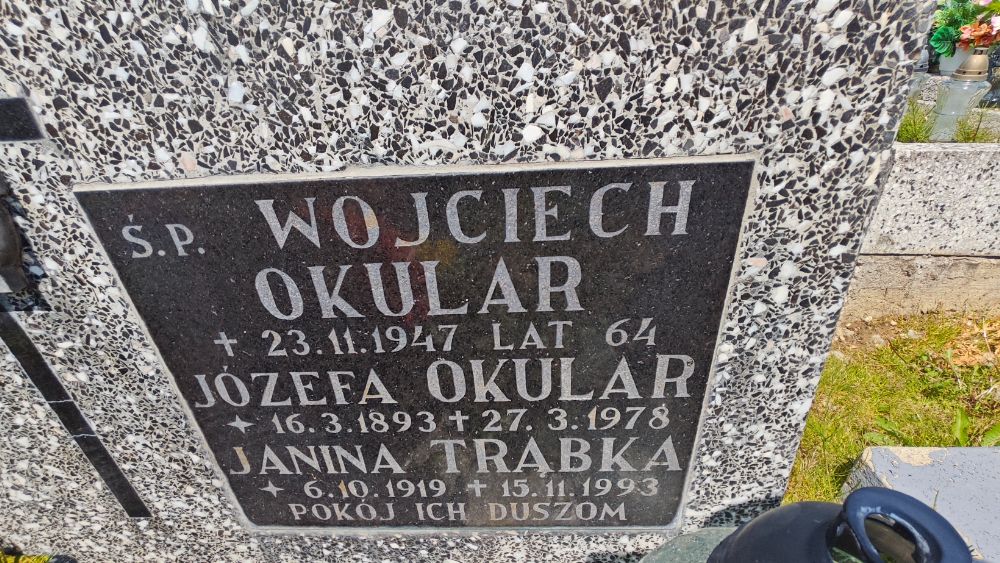 Ś.P. WOJCIECH
OKULAR
✝ 23.11.1947 LAT 64
JÓZEFA OKULAR
✦ 16.3.1893 ✝ 27.3.1978
JANINA TRĄBKA
✦ 6.10.1919 ✝ 15.11.1993
POKÓJ ICH DUSZOM